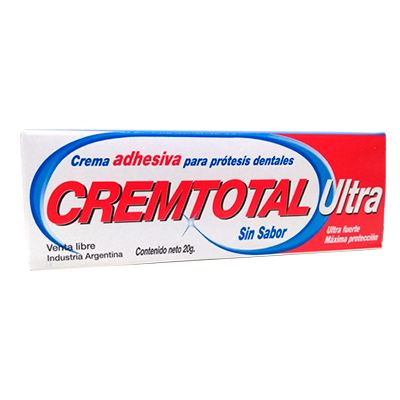 Crema adhesiva para prótesis dentales
CREMTOTAL Ultra
Sin Sabor
Ultra fuerte
Máxima protección
Venta libre
Industria Argentina
Contenido neto 20g.